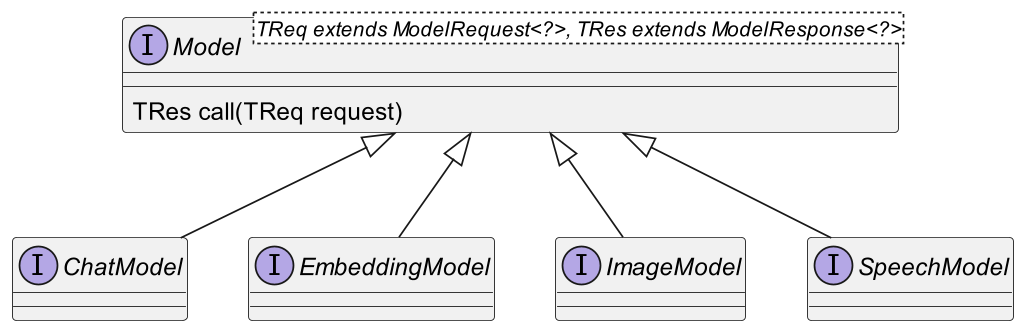 I Model
TReq extends ModelRequest<?>, TRes extends ModelResponse<?>
TRes call(TReq request)
I ChatModel
I EmbeddingModel
I ImageModel
I SpeechModel